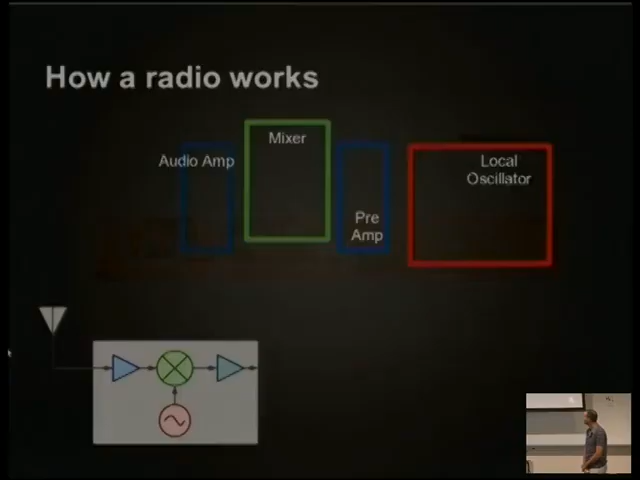 How a radio works
Audio Amp
Mixer
Pre
Amp
Local
Oscillator